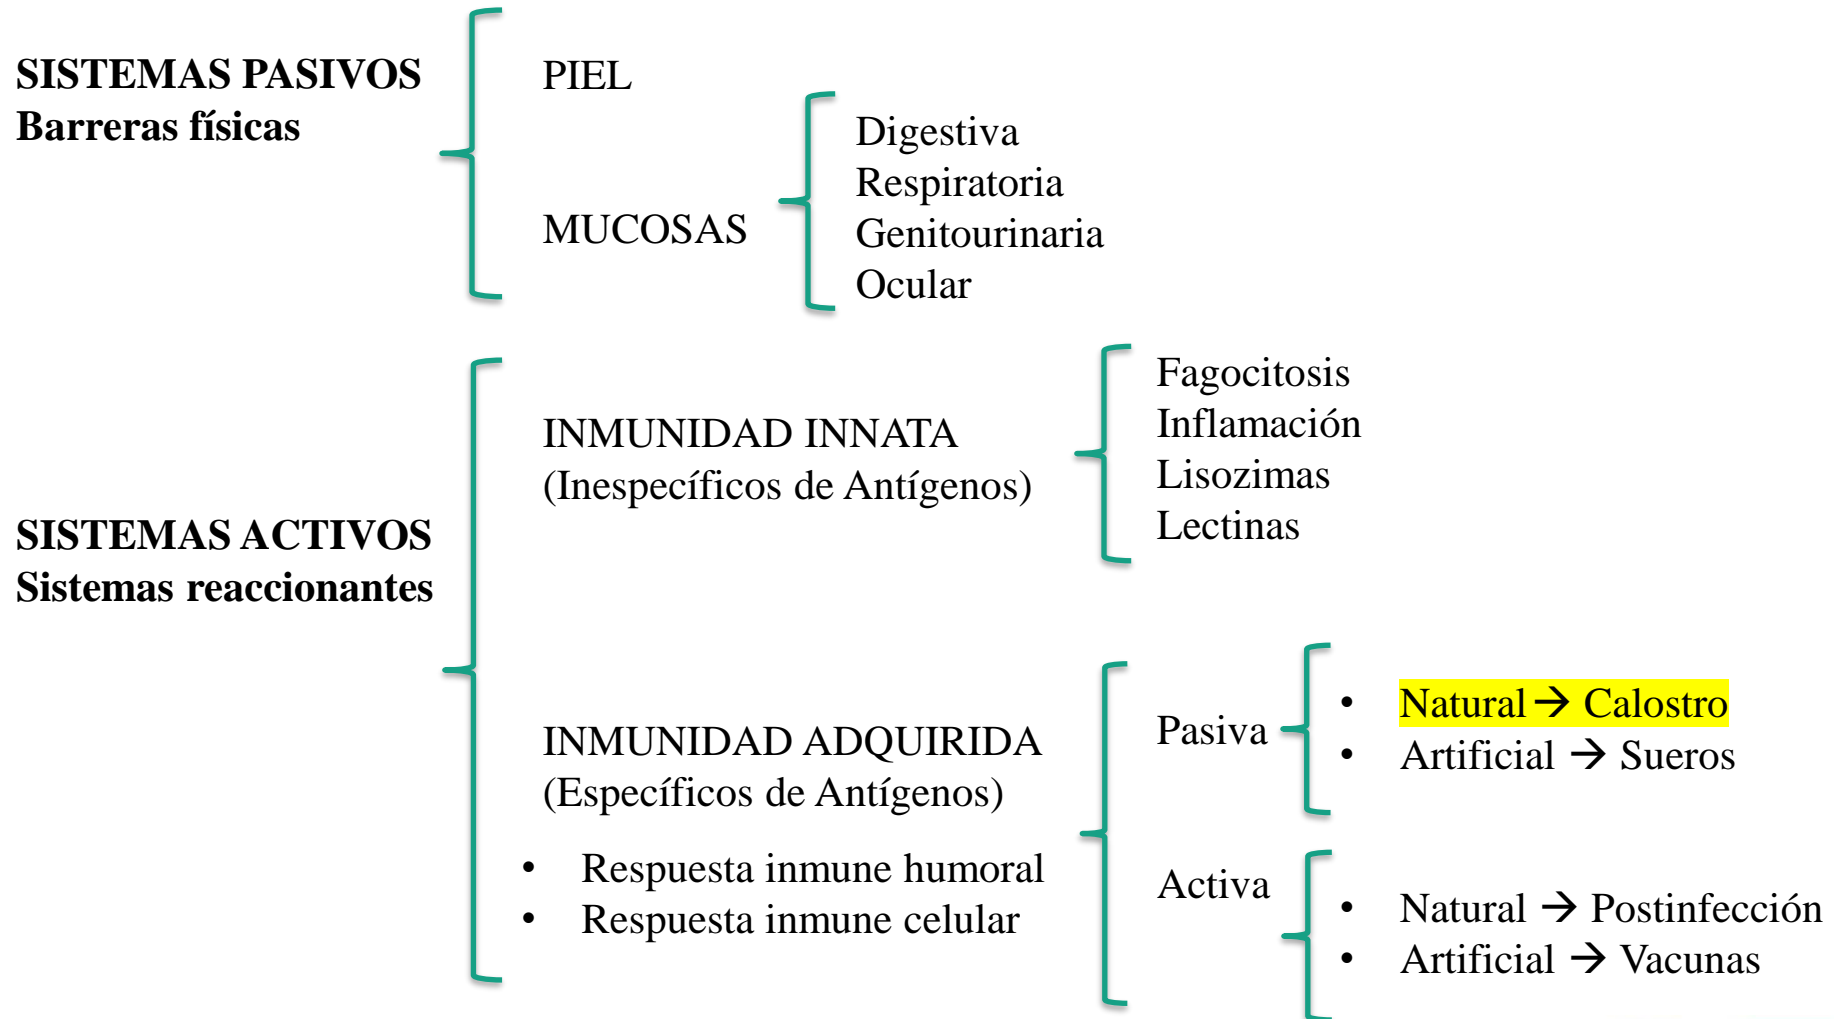 SISTEMAS PASIVOS
Barreras físicas
PIEL
MUCOSAS
Digestiva
Respiratoria
Genitourinaria
Ocular
SISTEMAS ACTIVOS
Sistemas reaccionantes
INMUNIDAD INNATA
(Inespecíficos de Antígenos)
Fagocitosis
Inflamación
Lisozimas
Lectinas
INMUNIDAD ADQUIRIDA
(Específicos de Antígenos)
• Respuesta inmune humoral
• Respuesta inmune celular
Pasiva
• Natural → Calostro
• Artificial → Sueros
Activa
• Natural → Postinfección
• Artificial → Vacunas